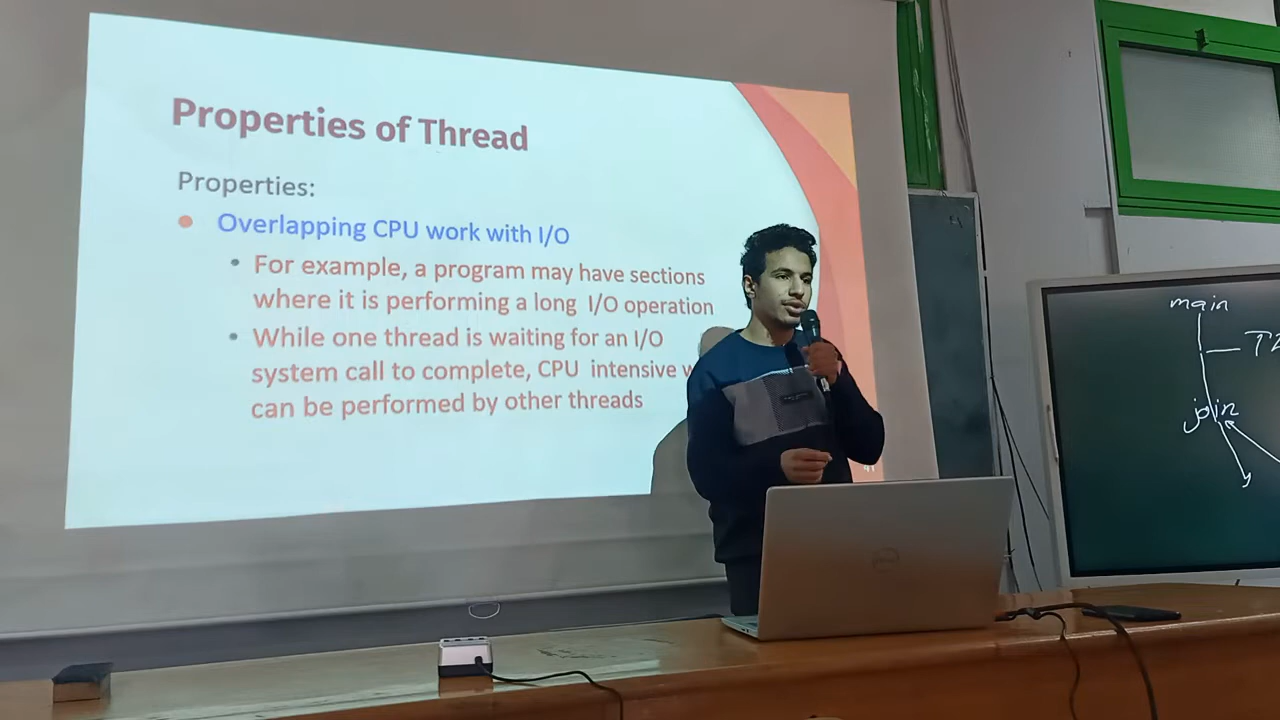 Properties of Thread
Properties:
Overlapping CPU work with I/O
For example, a program may have sections
where it is performing a long I/O operation
While one thread is waiting for an I/O
system call to complete, CPU intensive
can be performed by other threads
main
join